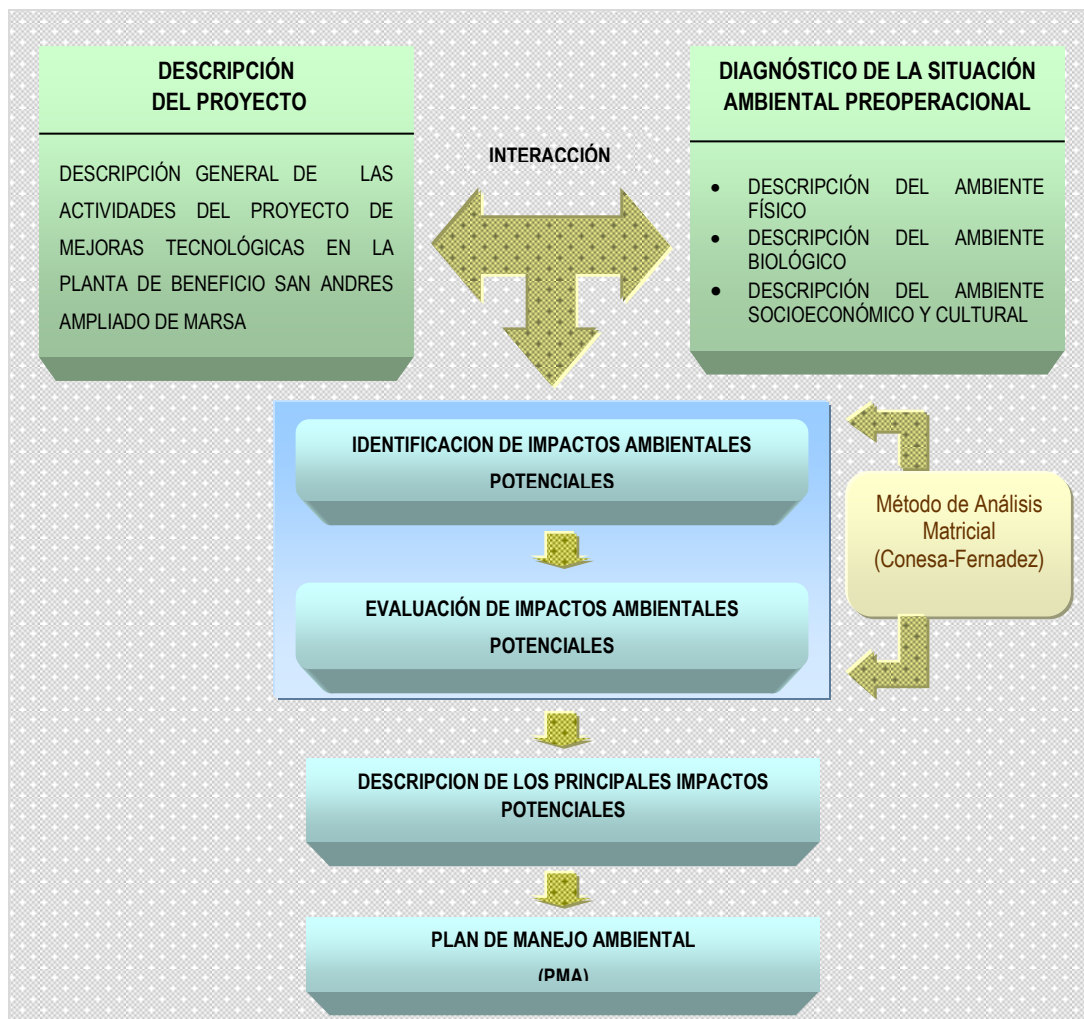 DESCRIPCIÓN
DEL PROYECTO
DESCRIPCIÓN GENERAL DE LAS
ACTIVIDADES DEL PROYECTO DE
MEJORAS TECNOLÓGICAS EN LA
PLANTA DE BENEFICIO SAN ANDRES
AMPLIADO DE MARSA
INTERACCIÓN
DIAGNÓSTICO DE LA SITUACIÓN
AMBIENTAL PREOPERACIONAL
• DESCRIPCIÓN DEL AMBIENTE
FÍSICO
• DESCRIPCIÓN DEL AMBIENTE
BIOLÓGICO
• DESCRIPCIÓN DEL AMBIENTE
SOCIOECONÓMICO Y CULTURAL
IDENTIFICACION DE IMPACTOS AMBIENTALES
POTENCIALES
Método de Análisis
Matricial
(Conesa-Fernadez)
EVALUACIÓN DE IMPACTOS AMBIENTALES
POTENCIALES
DESCRIPCION DE LOS PRINCIPALES IMPACTOS
POTENCIALES
PLAN DE MANEJO AMBIENTAL
(PMA)